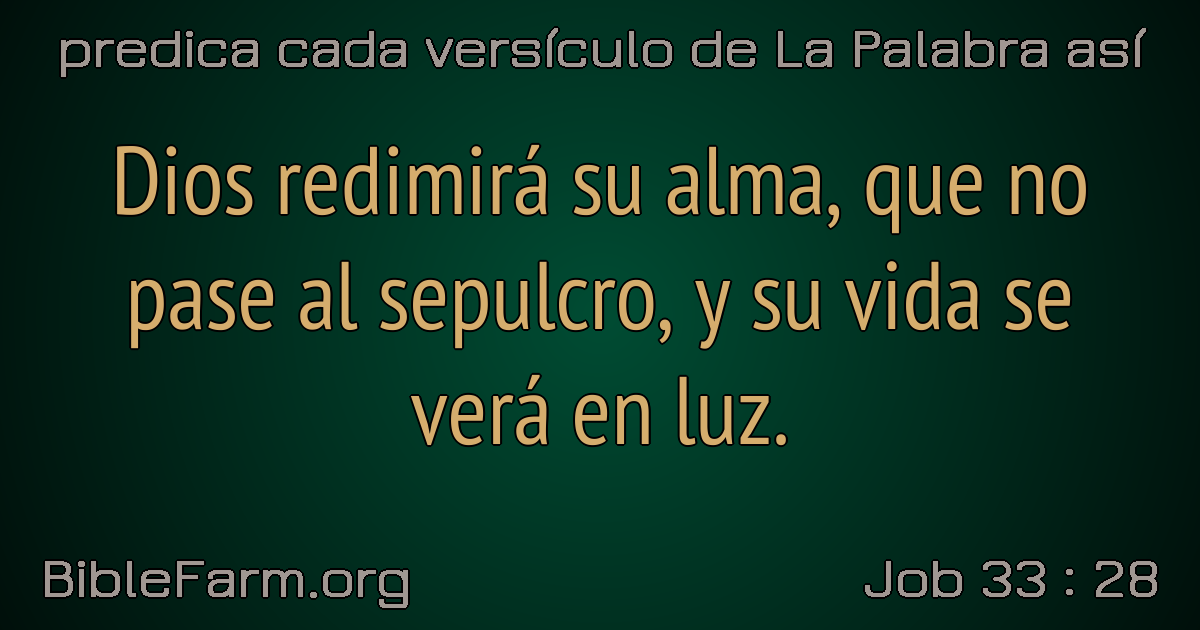 predica cada versículo de La Palabra así
Dios redimirá su alma, que no
pase al sepulcro, y su vida se
verá en luz.
BibleFarm.org
Job 33 : 28